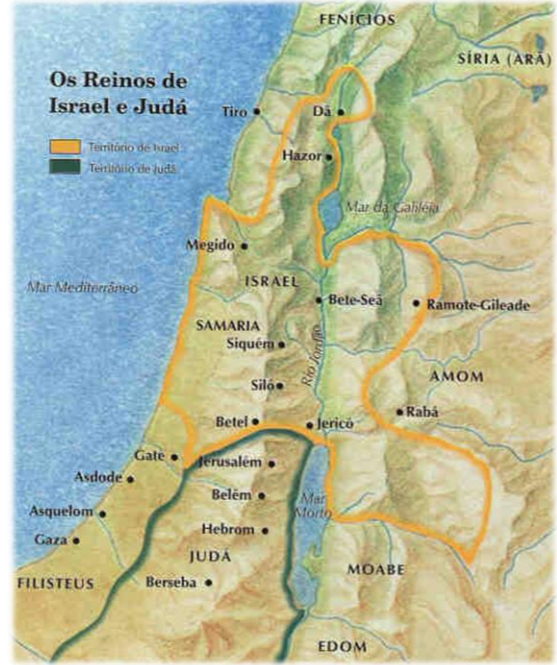 FENÍCIOS
SÍRIA (ARÃ)
Os Reinos de
Israel e Judá
Território de Israel
Território de Judá
Tiro
Dã
Hazor
Mar da Galiléia
Megido
ISRAEL
Mar Mediterrâneo
Bete-Seã
Ramote-Gileade
SAMARIA
Siquém
Rio Jordão
Siló
AMOM
Betel
Jericó
Rabá
Gate
Jerusalém
Asdode
Belém
Mar
Morto
Asquelom
Hebrom
Gaza
JUDÁ
MOABE
FILISTEUS
Berseba
EDOM